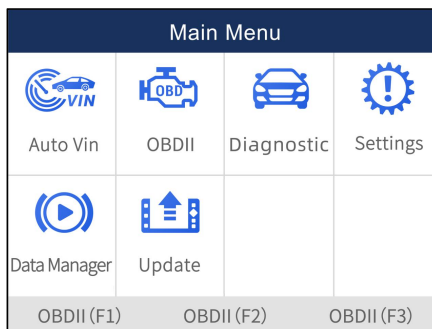 Main Menu
VIN OBD
Auto Vin OBDII Diagnostic Settings
Data Manager Update
OBDII(F1) OBDII(F2) OBDII(F3)